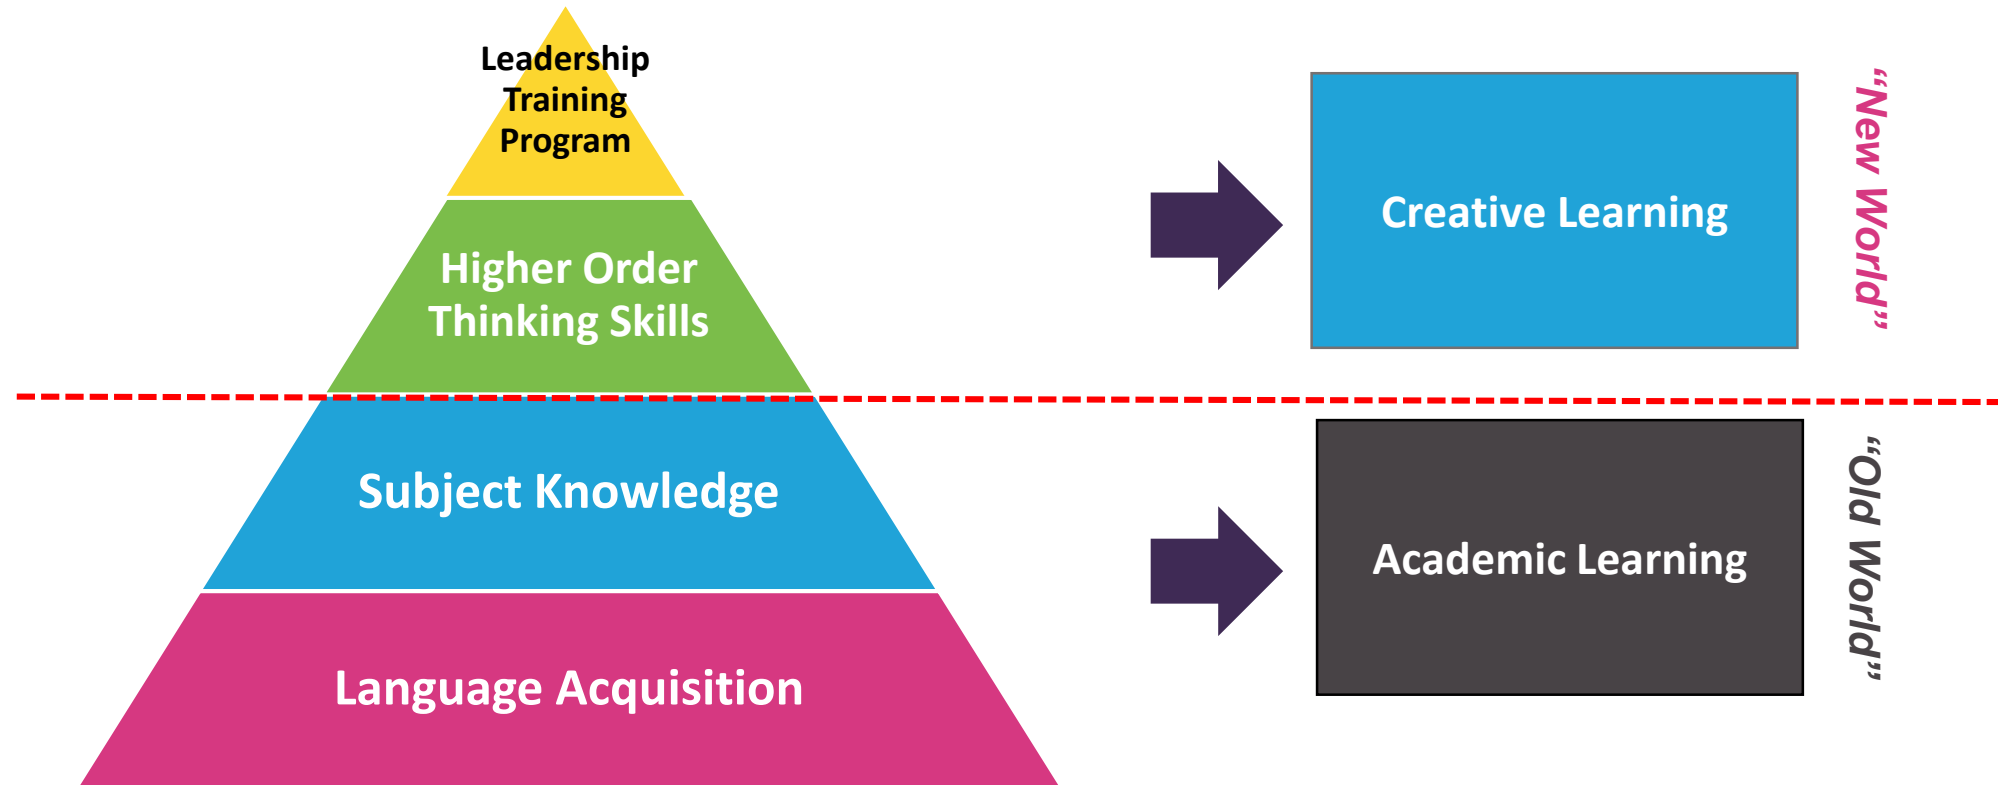 Leadership
Training
Program
Higher Order
Thinking Skills
Creative Learning
“New World”
Subject Knowledge
Academic Learning
“Old World”
Language Acquisition